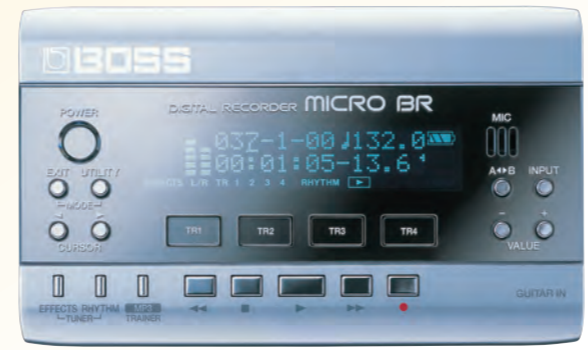 BOSS
DIGITAL RECORDER MICRO BR
POWER
MIC
037-1-00 ♩132.0
00:01:05-13.6
EFFECTS L/R TR 1 2 3 4 RHYTHM
EXIT UTILITY
MODE
CURSOR
A↔B INPUT
- +
VALUE
TR1 TR2 TR3 TR4
EFFECTS RHYTHM MP3
TUNER TRAINER
◀◀ ■ ▶ ▶▶ ●
GUITAR IN